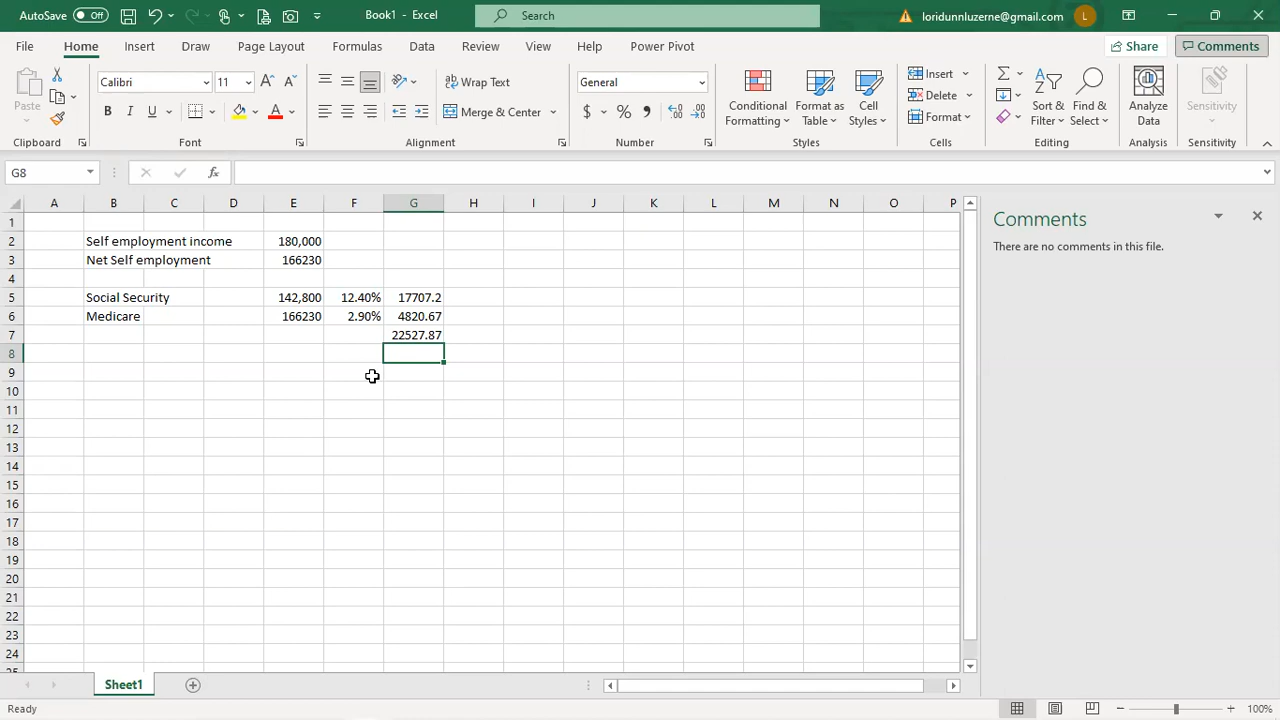 AutoSave Off Book1 - Excel Search loridunnluzerne@gmail.com L
File Home Insert Draw Page Layout Formulas Data Review View Help Power Pivot Share Comments
Paste Calibri 11 A A Wrap Text General Insert Σ
B I U A Merge & Center $ % Conditional Formatting Format as Table Cell Styles Delete Format Sort & Filter Find & Select Analyze Data Sensitivity
Clipboard Font Alignment Number Styles Cells Editing Analysis Sensitivity
G8 fx
A B C D E F G H I J K L M N O P
1
2 Self employment income 180,000
3 Net Self employment 166230
4
5 Social Security 142,800 12.40% 17707.2
6 Medicare 166230 2.90% 4820.67
7 22527.87
8
9
10
11
12
13
14
15
16
17
18
19
20
21
22
23
24
25
Comments
There are no comments in this file.
Sheet1
Ready 100%